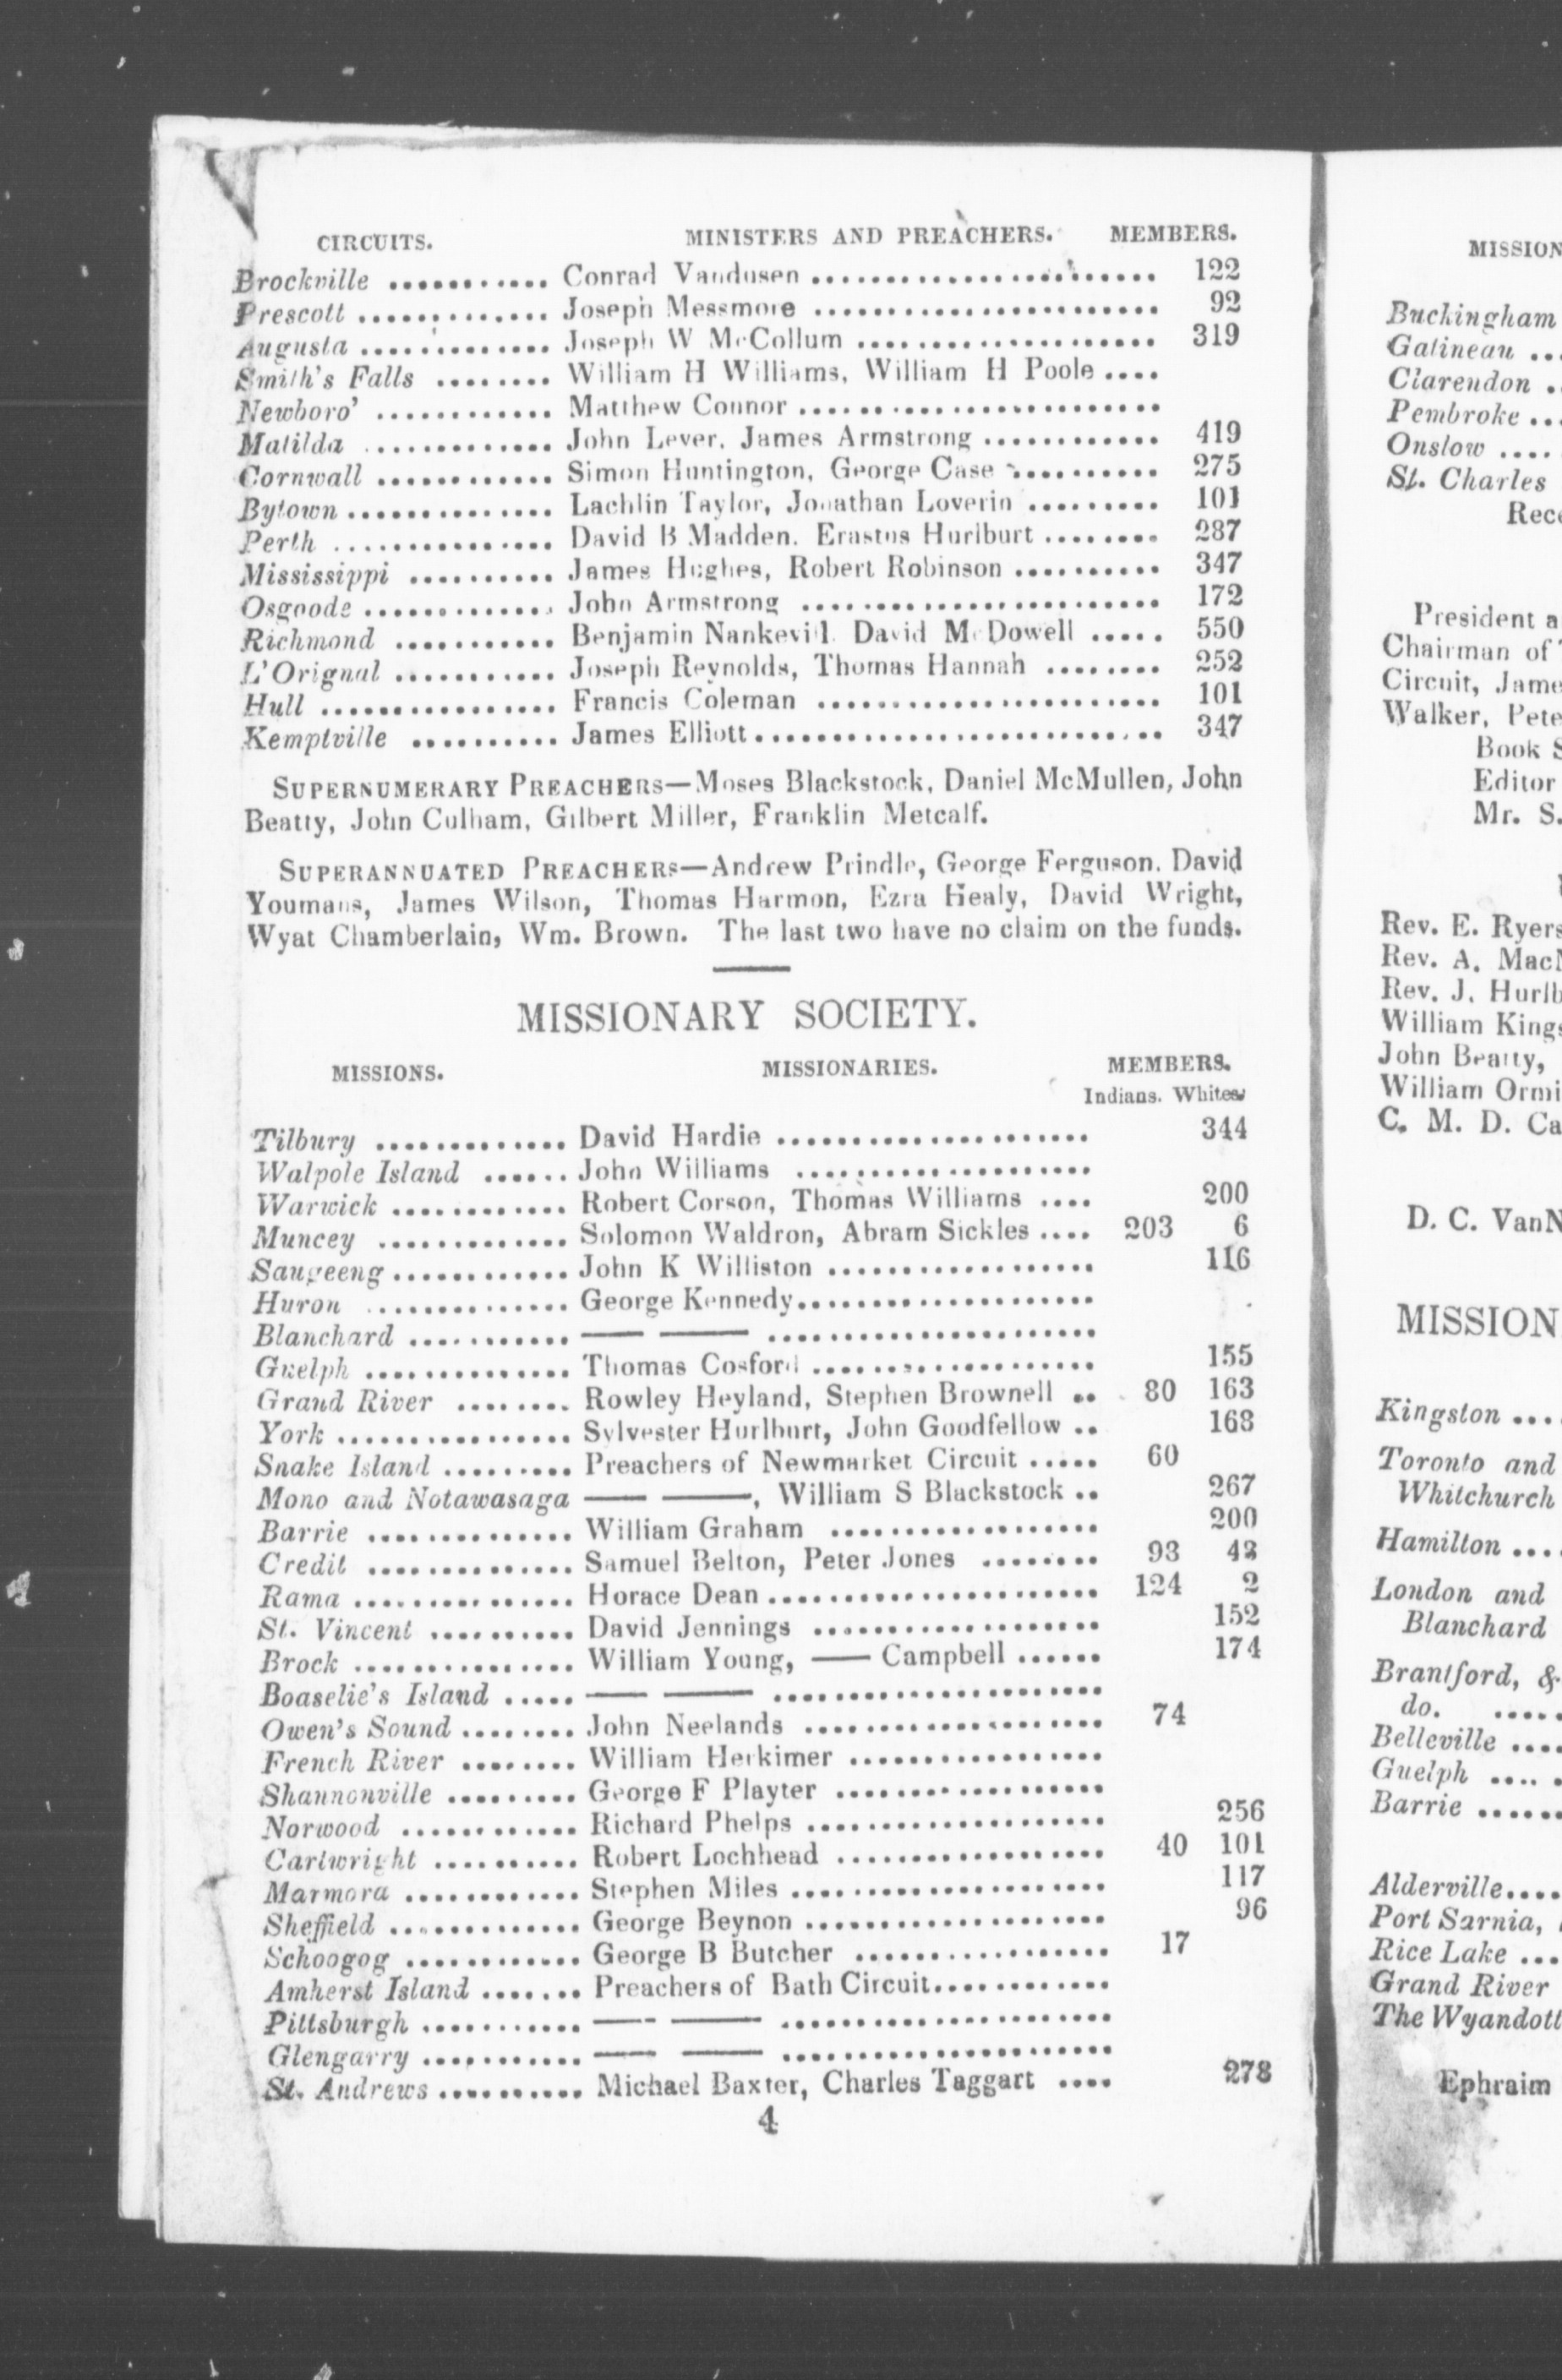 CIRCUITS. MINISTERS AND PREACHERS. MEMBERS.
Brockville ........... Conrad Vandusen ....................... 122
Prescott ............. Joseph Messmore ....................... 92
Augusta ............. Joseph W McCollum .................... 319
Smith's Falls ........ William H Williams, William H Poole ....
Newboro' ............ Matthew Connor ........................
Matilda ............. John Lever, James Armstrong ............ 419
Cornwall ............ Simon Huntington, George Case .......... 275
Bytown .............. Lachlin Taylor, Jonathan Loverin ......... 101
Perth ............... David B Madden, Erastus Hurlburt ........ 287
Mississippi .......... James Hughes, Robert Robinson .......... 347
Osgoode ............. John Armstrong ........................ 172
Richmond ........... Benjamin Nankevill David McDowell ..... 550
L'Orignal ........... Joseph Reynolds, Thomas Hannah ........ 252
Hull ................ Francis Coleman ....................... 101
Kemptville .......... James Elliott........................... 347
SUPERNUMERARY PREACHERS—Moses Blackstock, Daniel McMullen, John
Beatty, John Culham, Gilbert Miller, Franklin Metcalf.
SUPERANNUATED PREACHERS—Andrew Prindle, George Ferguson, David
Youmans, James Wilson, Thomas Harmon, Ezra Healy, David Wright,
Wyat Chamberlain, Wm. Brown. The last two have no claim on the funds.
MISSIONARY SOCIETY.
MISSIONS. MISSIONARIES. MEMBERS.
Indians. Whites
Tilbury ............. David Hardie ..................... 344
Walpole Island ...... John Williams ....................
Warwick ............ Robert Corson, Thomas Williams .... 200
Muncey ............. Solomon Waldron, Abram Sickles .... 203 6
Saugeeng ............ John K Williston .................. 116
Huron .............. George Kennedy....................
Blanchard ........... —— —— ......................
Guelph .............. Thomas Cosford ................... 155
Grand River ........ Rowley Heyland, Stephen Brownell .. 80 163
York ................ Sylvester Hurlburt, John Goodfellow .. 168
Snake Island ......... Preachers of Newmarket Circuit ..... 60
Mono and Notawasaga —— ——, William S Blackstock .. 267
Barrie .............. William Graham .................. 200
Credit .............. Samuel Belton, Peter Jones ........ 93 43
Rama ............... Horace Dean ...................... 124 2
St. Vincent .......... David Jennings ................... 152
Brock ............... William Young, —— Campbell ...... 174
Boaselie's Island ..... —— —— ......................
Owen's Sound ........ John Neelands .................... 74
French River ........ William Herkimer .................
Shannonville ......... George F Playter ..................
Norwood ............ Richard Phelps .................... 256
Cartwright .......... Robert Lochhead .................. 40 101
Marmora ............ Stephen Miles ..................... 117
Sheffield ............. George Beynon .................... 96
Schoogog ............ George B Butcher ................. 17
Amherst Island ....... Preachers of Bath Circuit............
Pittsburgh ........... —— —— ......................
Glengarry ........... —— —— ......................
St. Andrews .......... Michael Baxter, Charles Taggart .... 278
4
MISSION
Buckingham
Gatineau ...
Clarendon .
Pembroke ...
Onslow ....
St. Charles
Rece
President a
Chairman of
Circuit, Jame
Walker, Pete
Book S
Editor
Mr. S.
Rev. E. Ryers
Rev. A. Mac
Rev. J. Hurlb
William Kings
John Beatty,
William Ormi
C. M. D. Ca
D. C. VanN
MISSION
Kingston ...
Toronto and
Whitchurch
Hamilton ...
London and
Blanchard
Brantford, &
do. .....
Belleville ....
Guelph .... .
Barrie ......
Alderville....
Port Sarnia,
Rice Lake ...
Grand River
The Wyandott
Ephraim